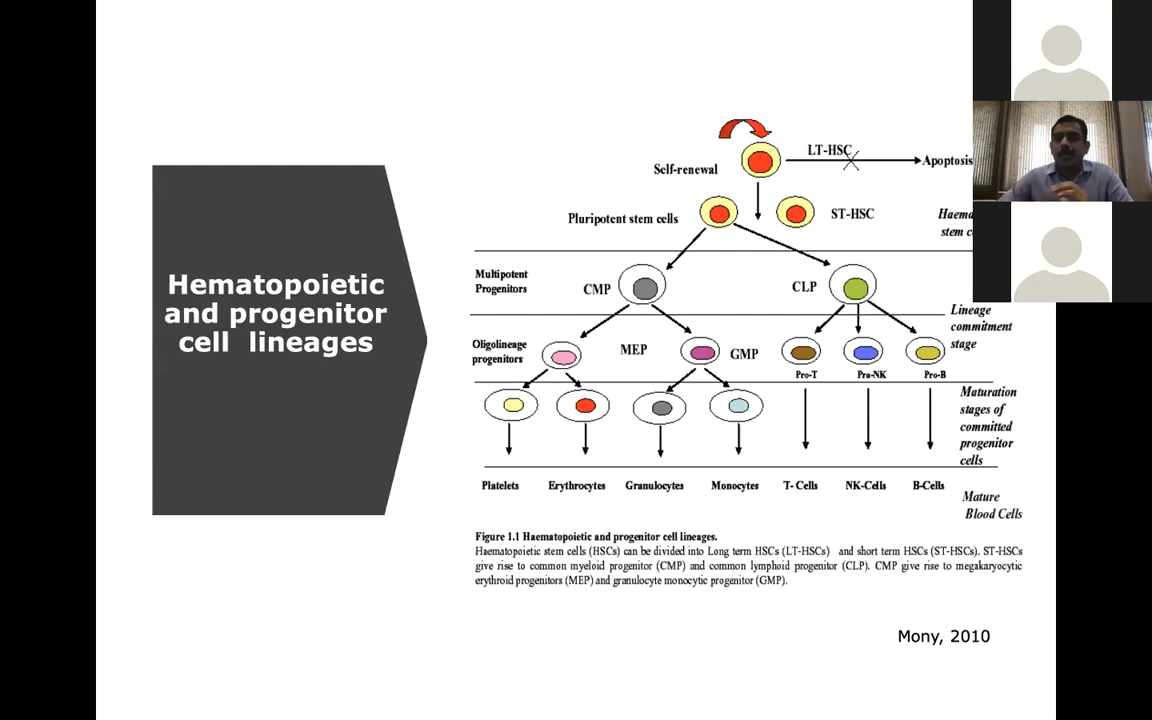 Hematopoietic
and progenitor
cell lineages
LT-HSC
Apoptosis
Self-renewal
Pluripotent stem cells
ST-HSC
Haema
stem c
Multipotent
Progenitors
CMP
CLP
Lineage
commitment
stage
Oligolineage
progenitors
MEP
GMP
Pro-T
Pro-NK
Pro-B
Maturation
stages of
committed
progenitor
cells
Platelets
Erythrocytes
Granulocytes
Monocytes
T- Cells
NK-Cells
B-Cells
Mature
Blood Cells
Figure 1.1 Haematopoietic and progenitor cell lineages.
Haematopoietic stem cells (HSCs) can be divided into Long term HSCs (LT-HSCs) and short term HSCs (ST-HSCs). ST-HSCs
give rise to common myeloid progenitor (CMP) and common lymphoid progenitor (CLP). CMP give rise to megakaryocytic
erythroid progenitors (MEP) and granulocyte monocytic progenitor (GMP).
Mony, 2010